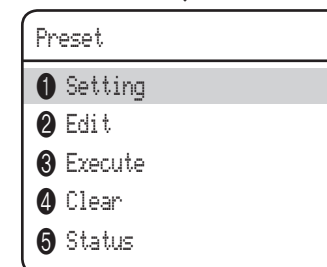 Preset
❶ Setting
❷ Edit
❸ Execute
❹ Clear
❺ Status